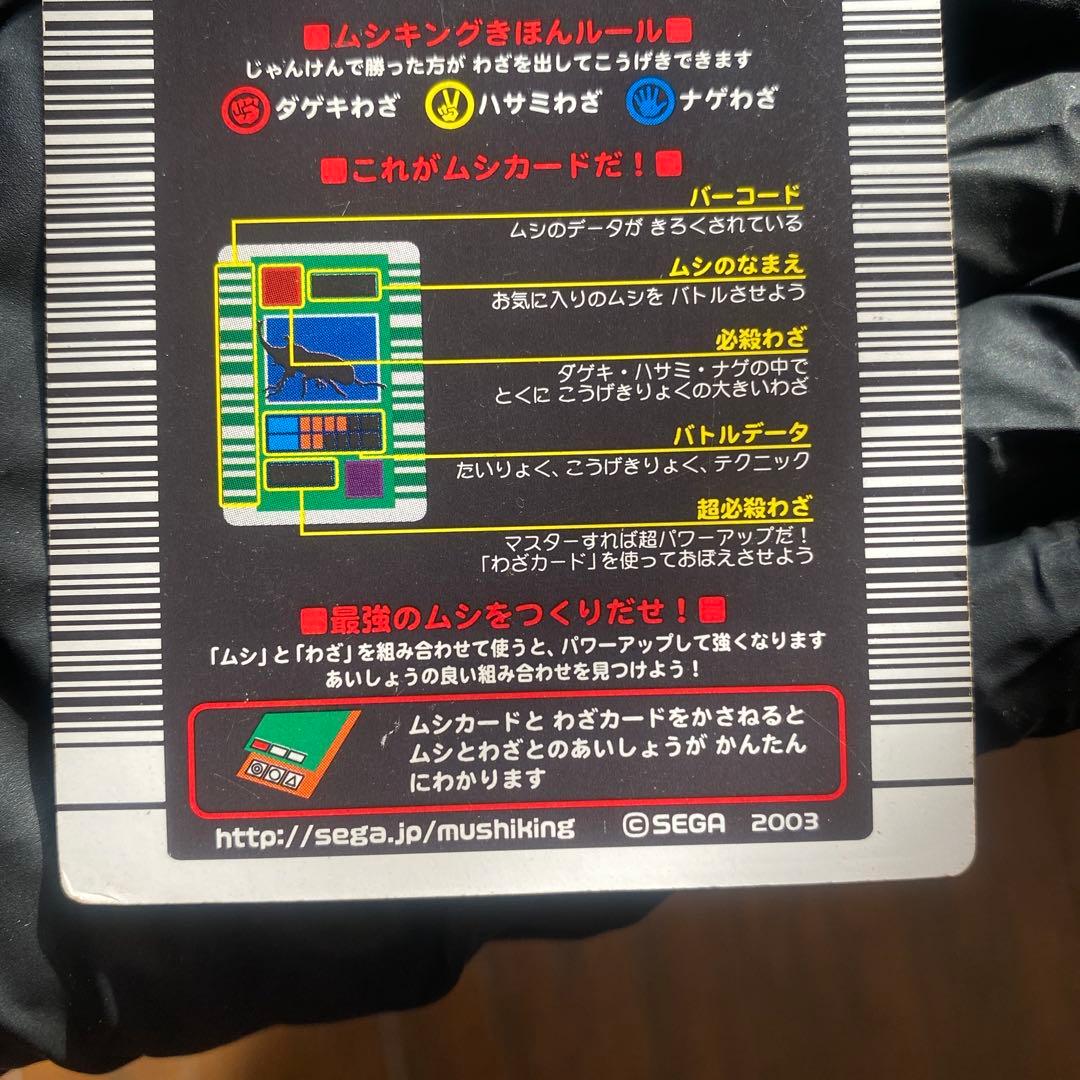 ■ムシキングきほんルール■
じゃんけんで勝った方が わざを出してこうげきできます
ダゲキわざ ハサミわざ ナゲわざ
■これがムシカードだ！■
バーコード
ムシのデータが きろくされている
ムシのなまえ
お気に入りのムシを バトルさせよう
必殺わざ
ダゲキ・ハサミ・ナゲの中で
とくに こうげきりょくの大きいわざ
バトルデータ
たいりょく、こうげきりょく、テクニック
超必殺わざ
マスターすれば超パワーアップだ！
「わざカード」を使っておぼえさせよう
■最強のムシをつくりだせ！■
「ムシ」と「わざ」を組み合わせて使うと、パワーアップして強くなります
あいしょうの良い組み合わせを見つけよう！
ムシカードと わざカードをかさねると
ムシとわざとのあいしょうが かんたん
にわかります
http://sega.jp/mushiking ©SEGA 2003